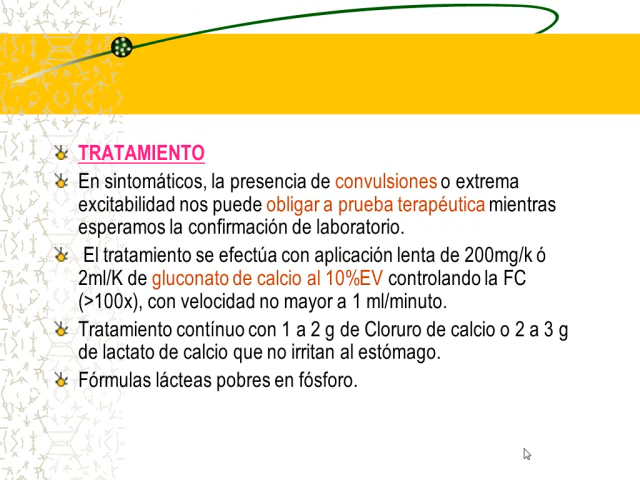 TRATAMIENTO
En sintomáticos, la presencia de convulsiones o extrema
excitabilidad nos puede obligar a prueba terapéutica mientras
esperamos la confirmación de laboratorio.
El tratamiento se efectúa con aplicación lenta de 200mg/k ó
2ml/K de gluconato de calcio al 10%EV controlando la FC
(>100x), con velocidad no mayor a 1 ml/minuto.
Tratamiento contínuo con 1 a 2 g de Cloruro de calcio o 2 a 3 g
de lactato de calcio que no irritan al estómago.
Fórmulas lácteas pobres en fósforo.